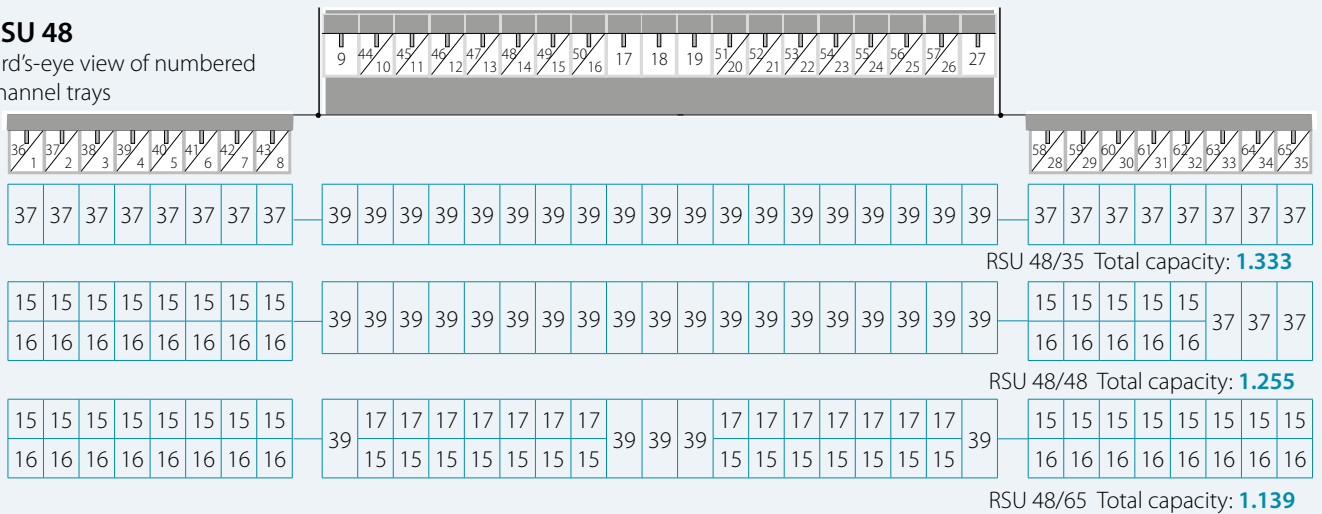 SU 48
rd’s-eye view of numbered
hannel trays
9 44/10 45/11 46/12 47/13 48/14 49/15 50/16 17 18 19 51/20 52/21 53/22 54/23 55/24 56/25 57/26 27
36/1 37/2 38/3 39/4 40/5 41/6 42/7 43/8 58/28 59/29 60/30 61/31 62/32 63/33 64/34 65/35
37 37 37 37 37 37 37 37 39 39 39 39 39 39 39 39 39 39 39 39 39 39 39 39 39 39 39 37 37 37 37 37 37 37 37
RSU 48/35 Total capacity: 1.333
15 15 15 15 15 15 15 15 39 39 39 39 39 39 39 39 39 39 39 39 39 39 39 39 39 39 39 15 15 15 15 15 37 37 37
16 16 16 16 16 16 16 16 16 16 16 16 16
RSU 48/48 Total capacity: 1.255
15 15 15 15 15 15 15 15 39 17 17 17 17 17 17 17 39 39 39 17 17 17 17 17 17 17 39 15 15 15 15 15 15 15 15
16 16 16 16 16 16 16 16 15 15 15 15 15 15 15 15 15 15 15 15 15 15 16 16 16 16 16 16 16 16
RSU 48/65 Total capacity: 1.139